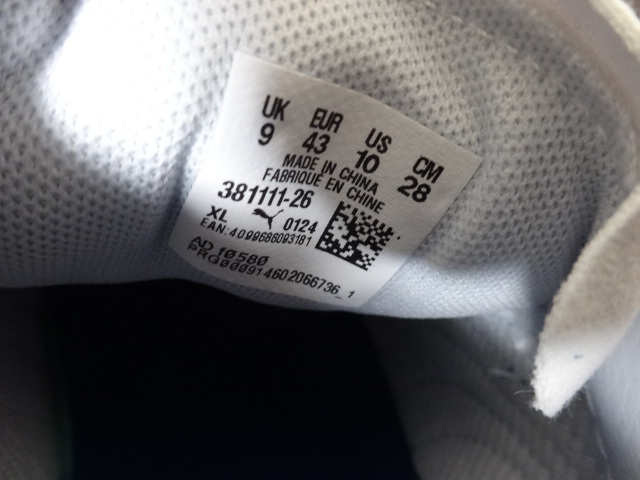 UK EUR US CM
9 43 10 28
MADE IN CHINA
FABRIQUÉ EN CHINE
381111-26
XL 0124
EAN:4099686093181
AD 10580
PRG000914602066736_1